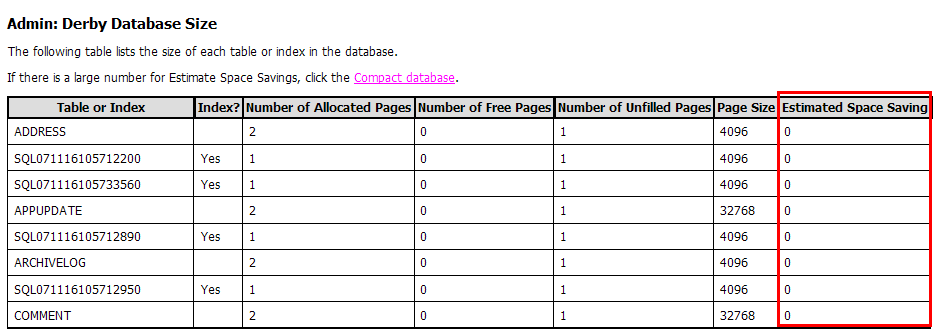 Admin: Derby Database Size
The following table lists the size of each table or index in the database.
If there is a large number for Estimate Space Savings, click the Compact database.
Table or Index Index? Number of Allocated Pages Number of Free Pages Number of Unfilled Pages Page Size Estimated Space Saving
ADDRESS 2 0 1 4096 0
SQL071116105712200 Yes 1 0 1 4096 0
SQL071116105733560 Yes 1 0 1 4096 0
APPUPDATE 2 0 1 32768 0
SQL071116105712890 Yes 1 0 1 4096 0
ARCHIVELOG 2 0 1 4096 0
SQL071116105712950 Yes 1 0 1 4096 0
COMMENT 2 0 1 32768 0